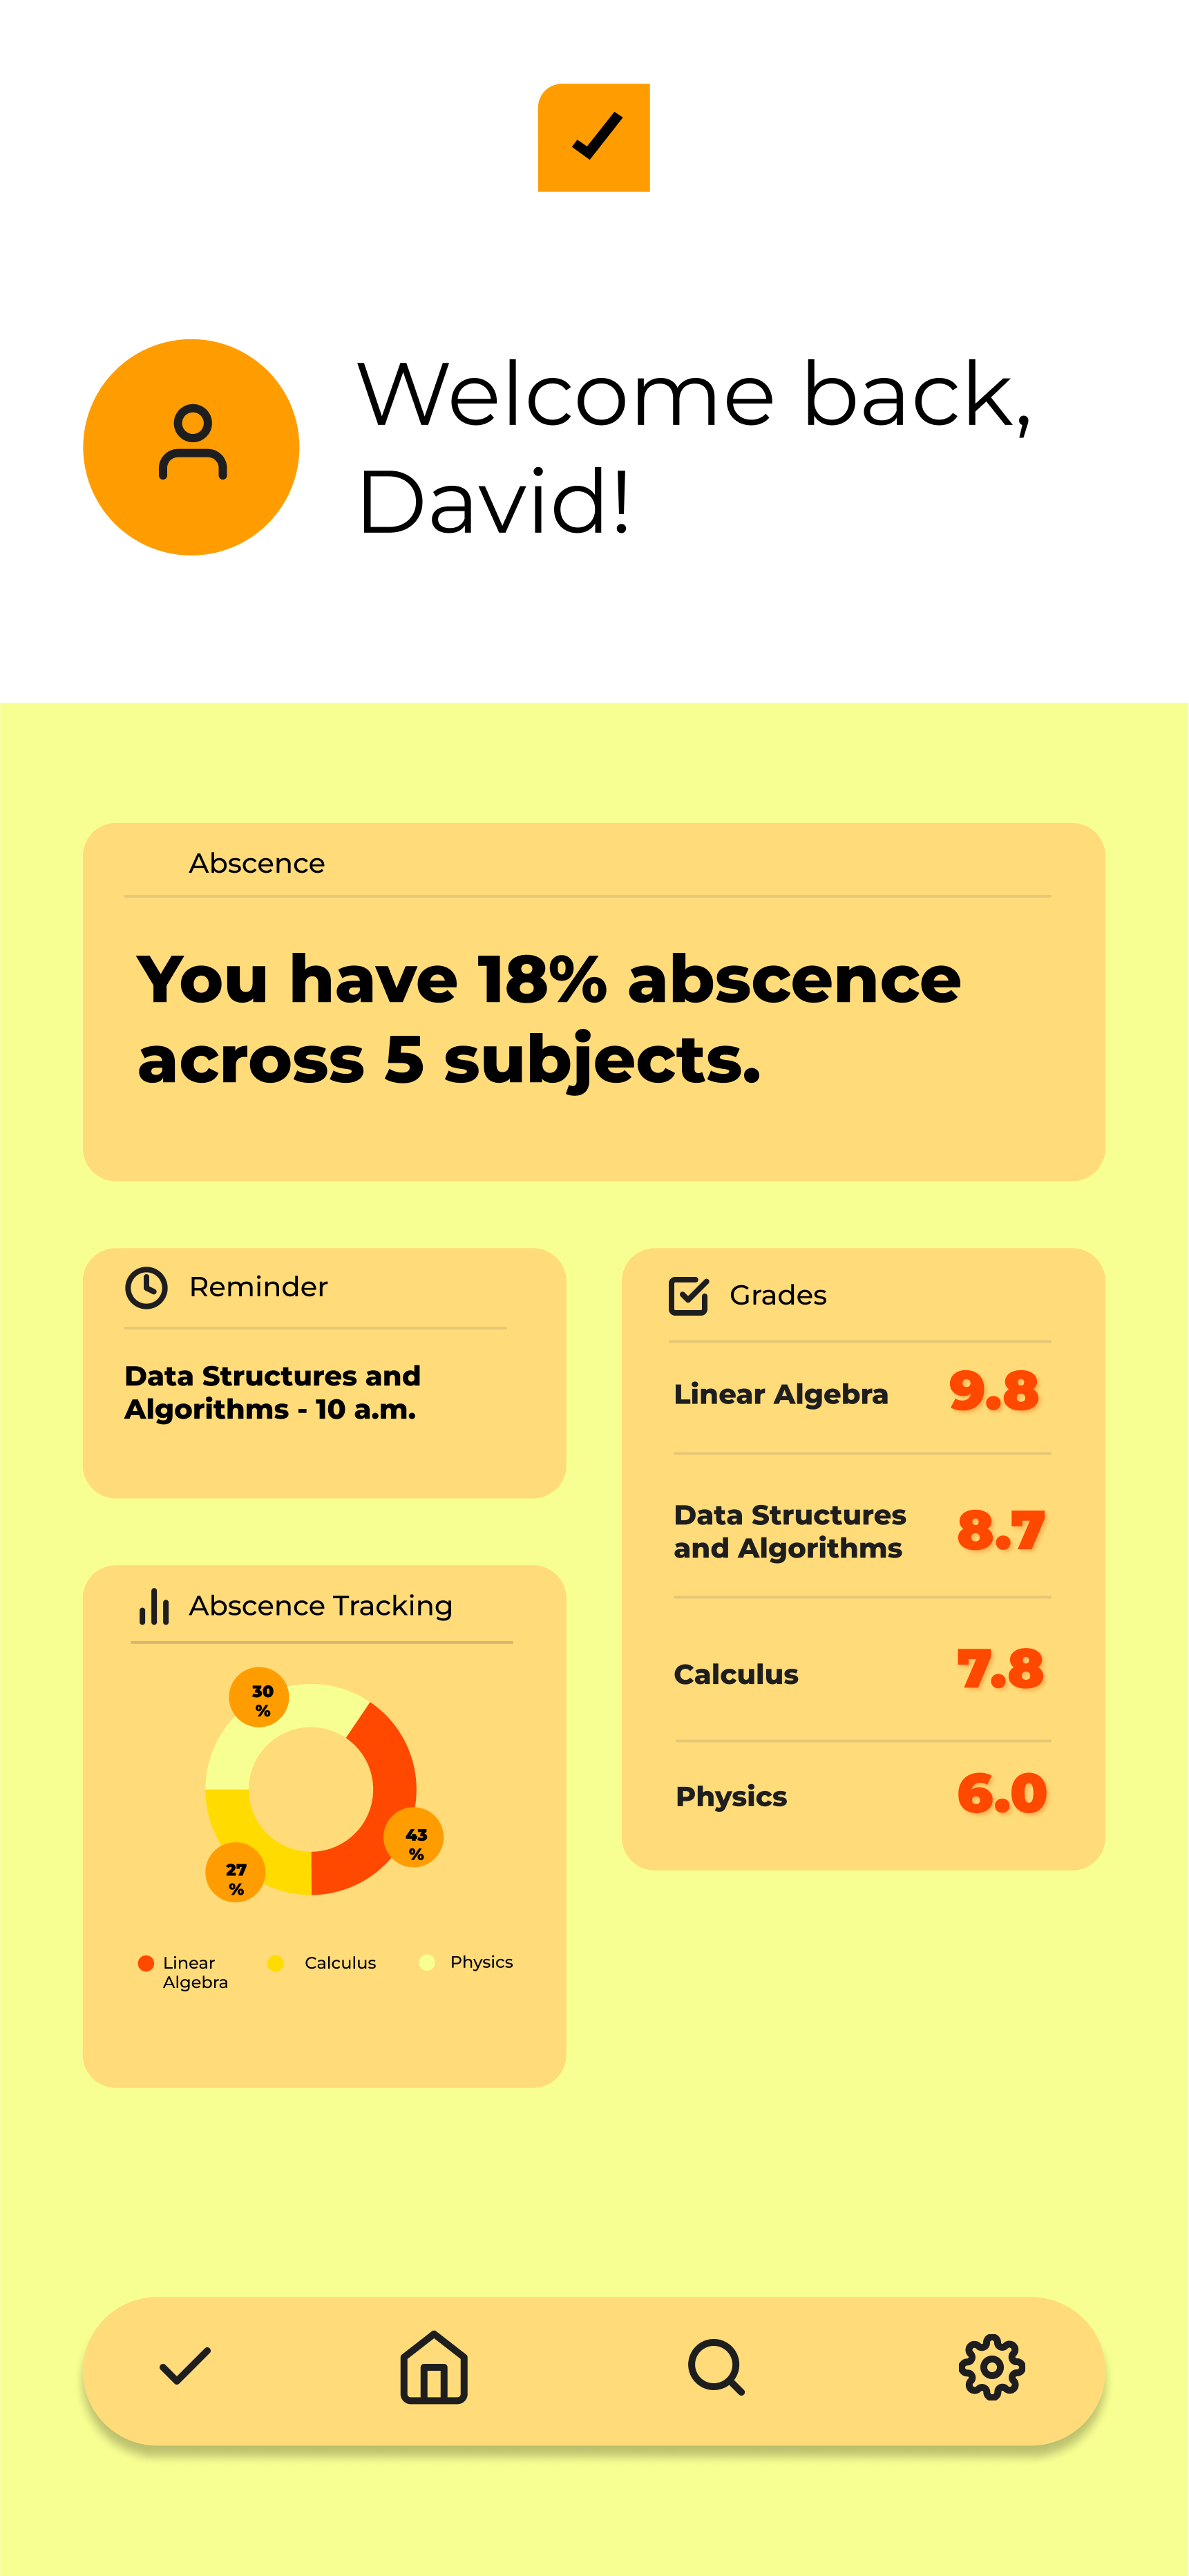 Welcome back,
David!
Abscence
You have 18% abscence
across 5 subjects.
Reminder
Data Structures and
Algorithms - 10 a.m.
Grades
Linear Algebra 9.8
Data Structures
and Algorithms 8.7
Calculus 7.8
Physics 6.0
Abscence Tracking
30
%
43
%
27
%
Linear
Algebra
Calculus
Physics